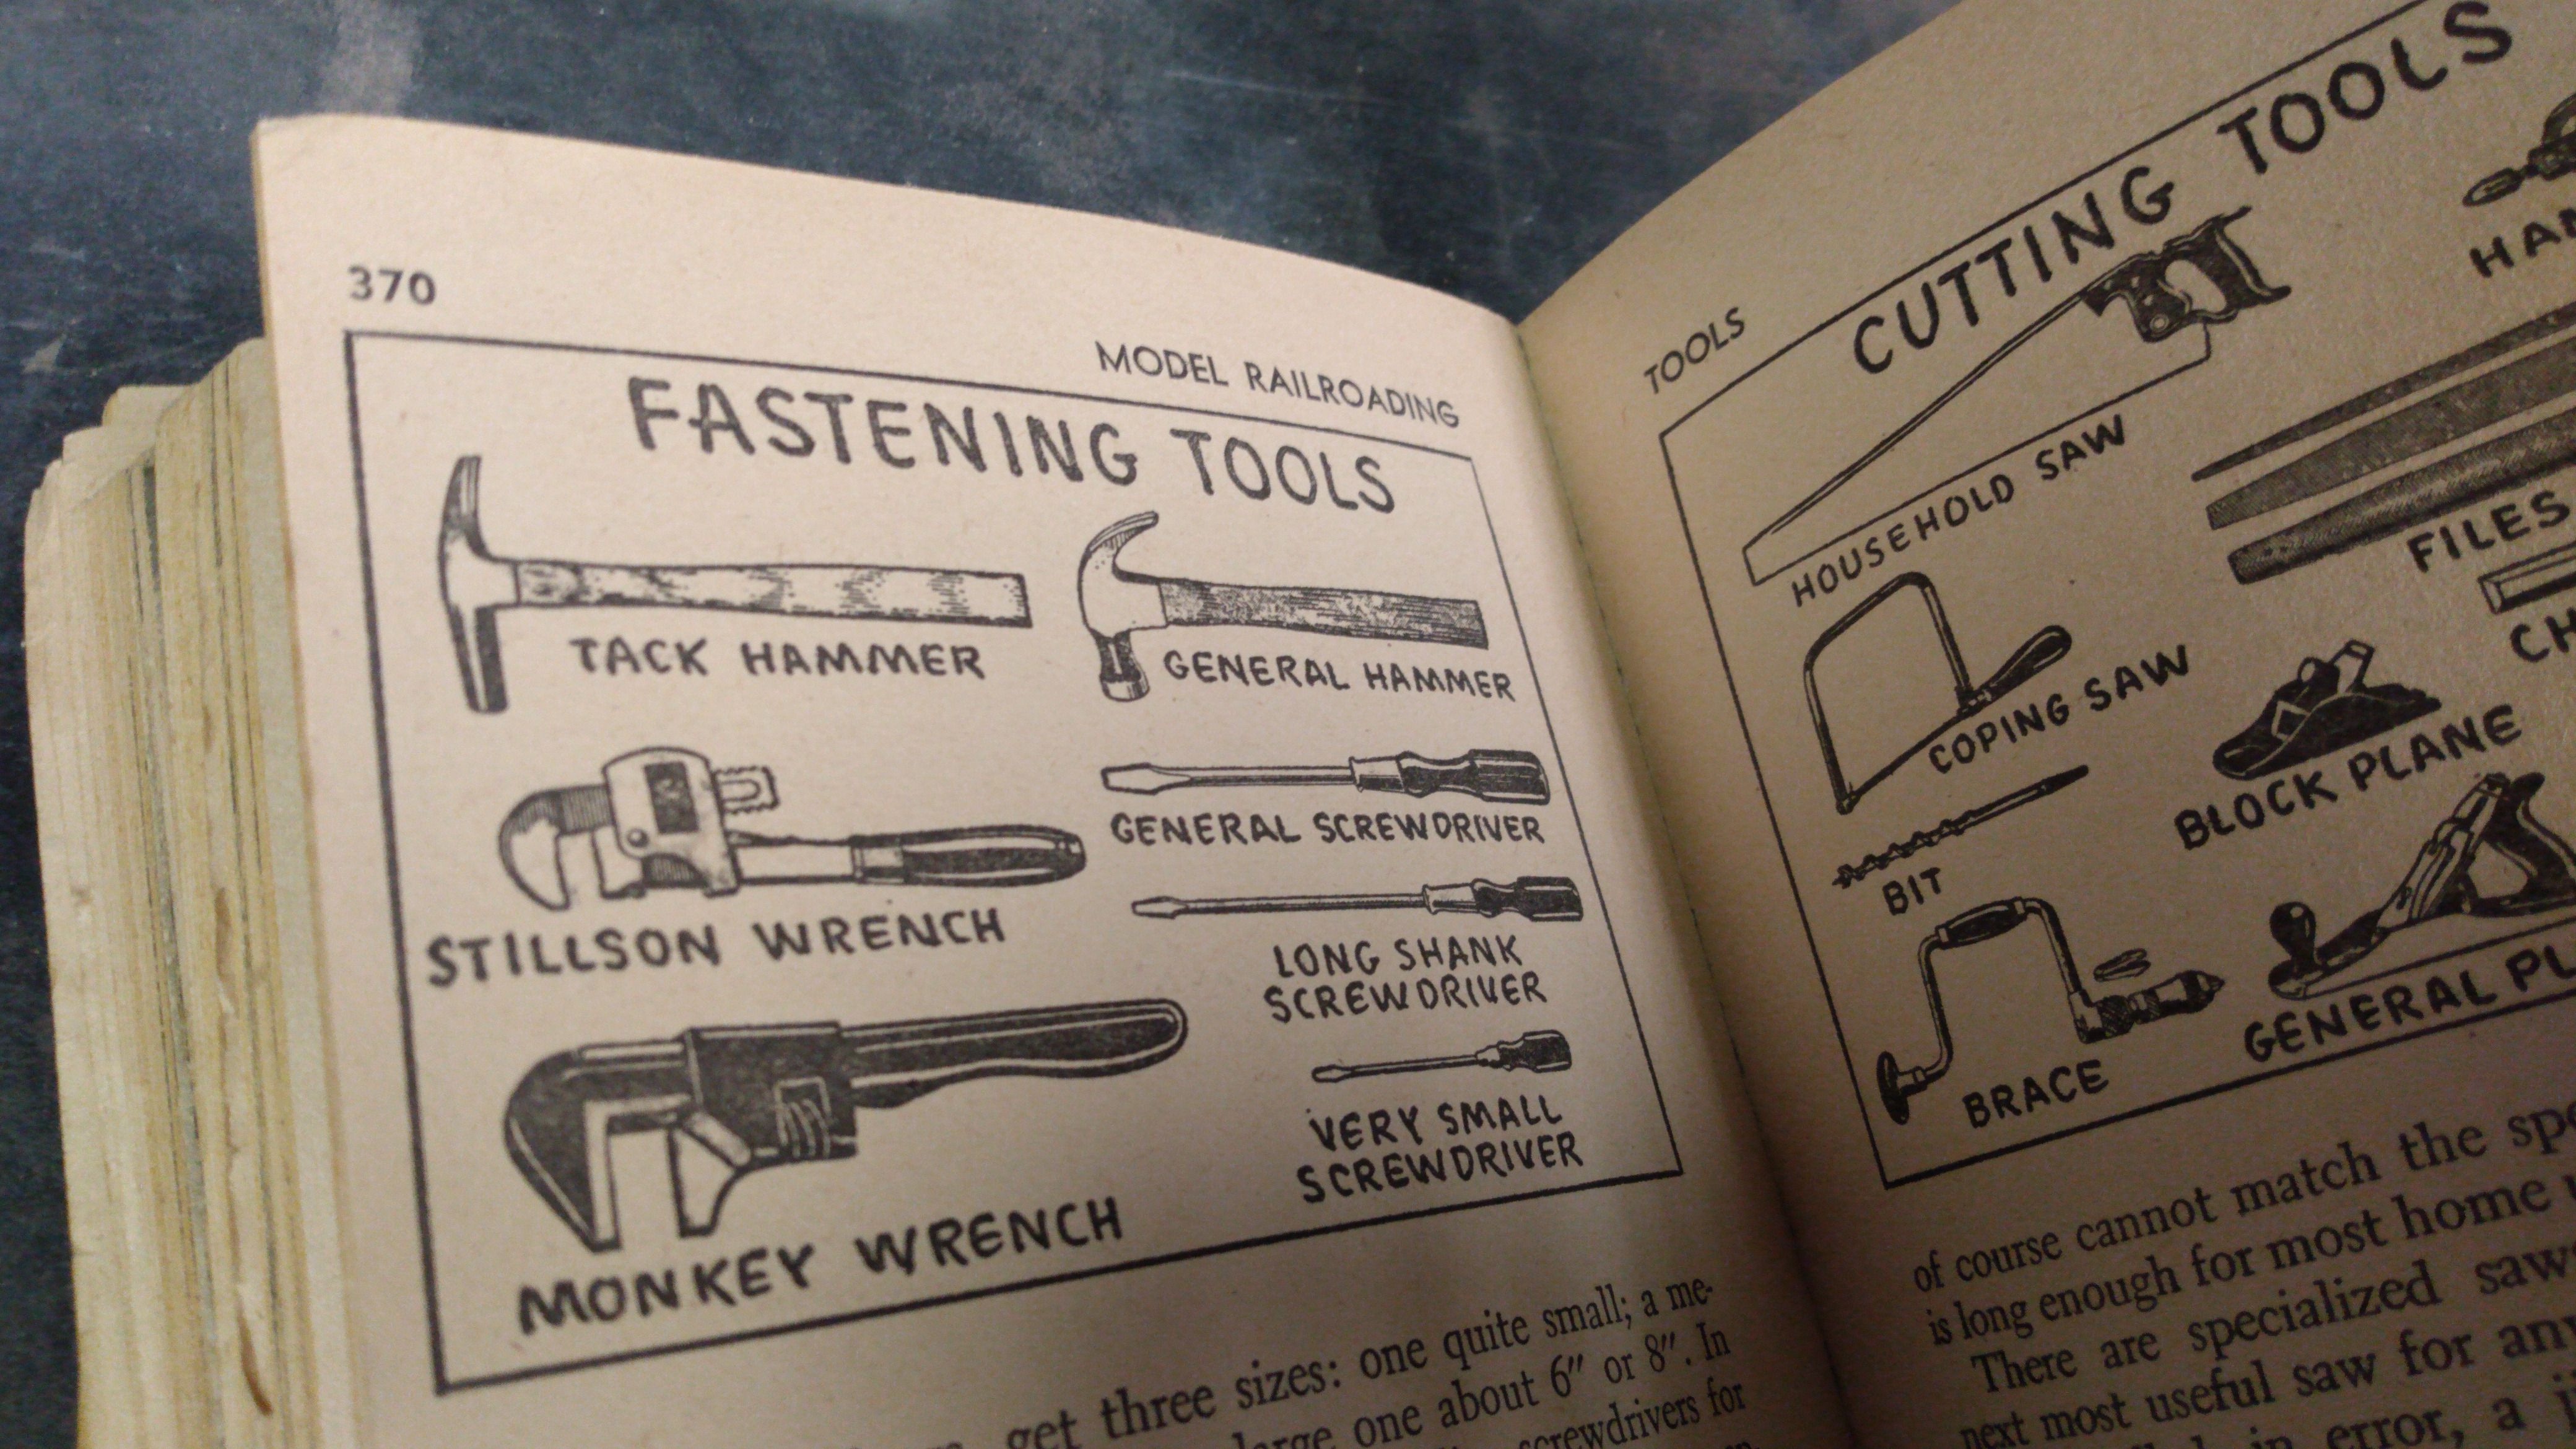 370
MODEL RAILROADING
FASTENING TOOLS
TACK HAMMER
GENERAL HAMMER
STILLSON WRENCH
GENERAL SCREWDRIVER
LONG SHANK
SCREWDRIVER
MONKEY WRENCH
VERY SMALL
SCREWDRIVER
get three sizes: one quite small; a me-
large one about 6" or 8". In
screwdrivers for
TOOLS
CUTTING TOOLS
HOUSEHOLD SAW
FILES
COPING SAW
BLOCK PLANE
BIT
BRACE
GENERAL
of course cannot match the
is long enough for most home
There are specialized
next most useful saw for
in error, a